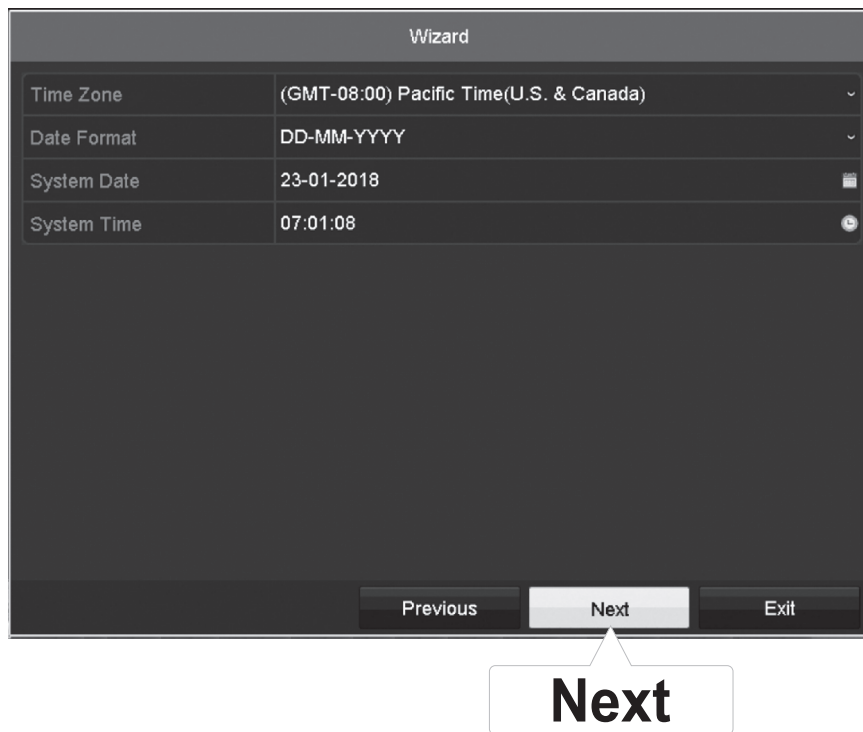 Wizard
Time Zone (GMT-08:00) Pacific Time(U.S. & Canada)
Date Format DD-MM-YYYY
System Date 23-01-2018
System Time 07:01:08
Previous Next Exit
Next